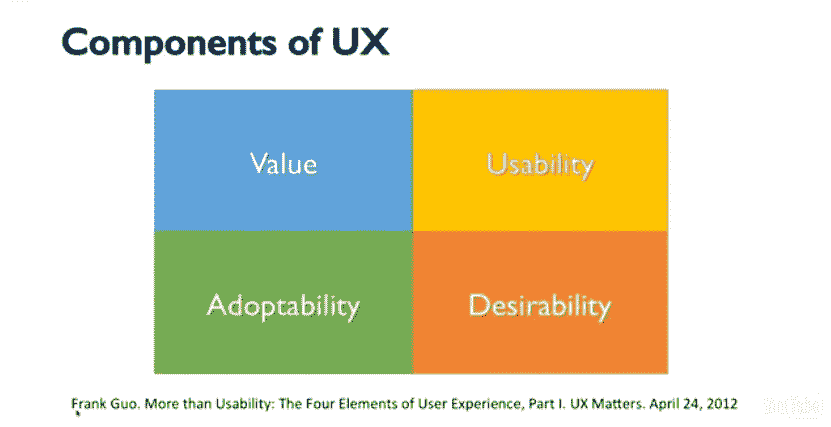 Components of UX
Value
Usability
Adoptability
Desirability
Frank Guo. More than Usability: The Four Elements of User Experience, Part I. UX Matters. April 24, 2012